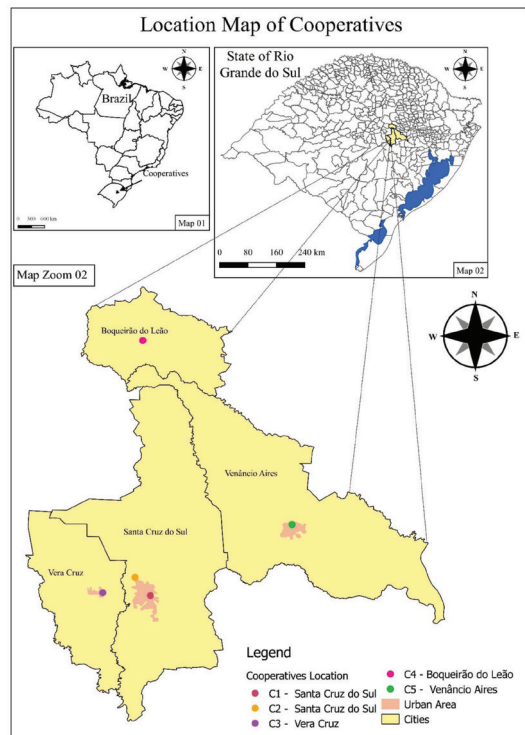 Location Map of Cooperatives
N
W E
S
Brazil
Cooperatives
0 300 600 km
Map 01
State of Rio
Grande do Sul
N
W E
S
0 80 160 240 km
Map 02
Map Zoom 02
N
W E
S
Boqueirão do Leão
Venâncio Aires
Santa Cruz do Sul
Vera Cruz
Legend
Cooperatives Location
C1 - Santa Cruz do Sul
C2 - Santa Cruz do Sul
C3 - Vera Cruz
C4 - Boqueirão do Leão
C5 - Venâncio Aires
Urban Area
Cities